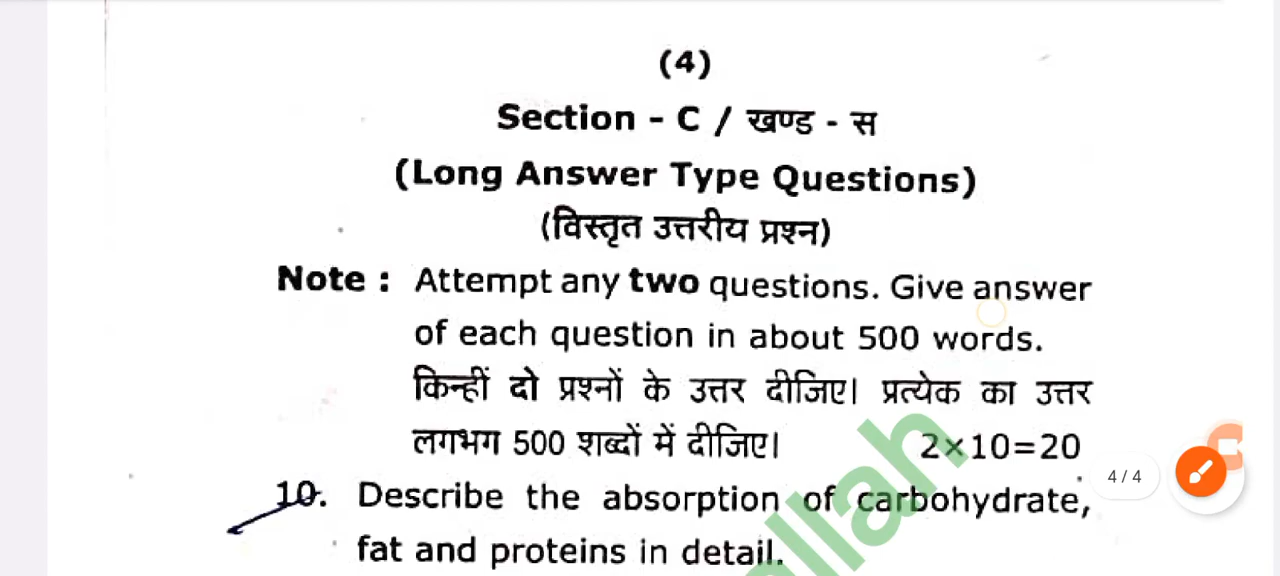 (4)
Section - C / खण्ड - स
(Long Answer Type Questions)
(विस्तृत उत्तरीय प्रश्न)
Note : Attempt any two questions. Give answer
of each question in about 500 words.
किन्हीं दो प्रश्नों के उत्तर दीजिए। प्रत्येक का उत्तर
लगभग 500 शब्दों में दीजिए। 2×10=20
4 / 4
10. Describe the absorption of carbohydrate,
fat and proteins in detail.